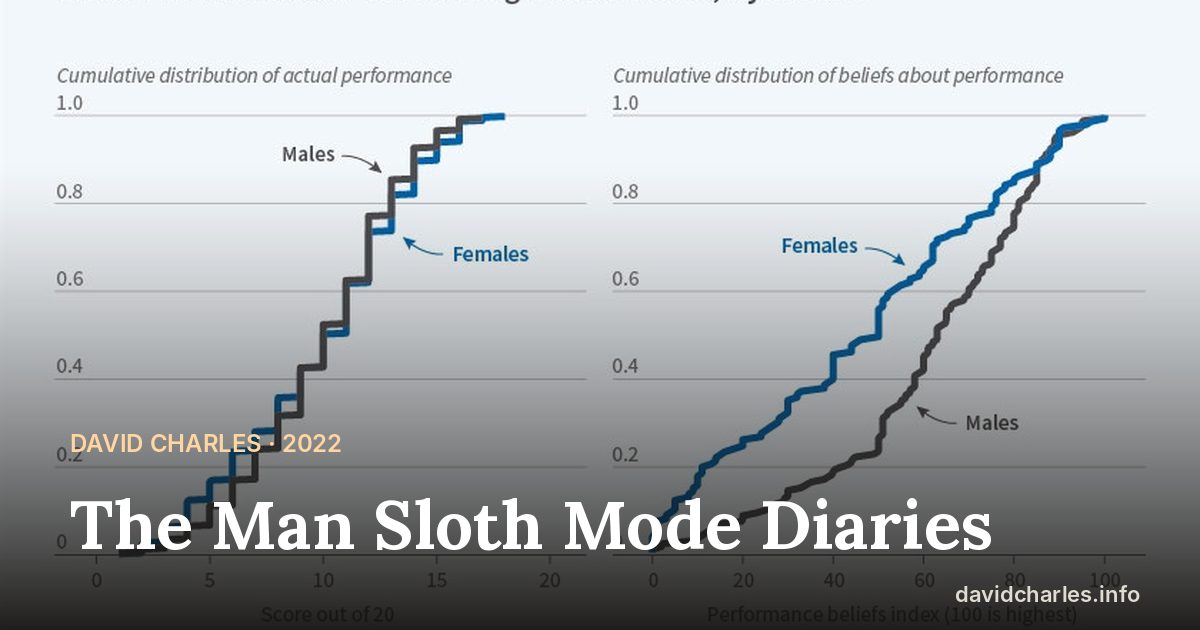 Cumulative distribution of actual performance
1.0
0.8
0.6
0.4
0.2
0
Males
Females
0 5 10 15 20
Score out of 20
Cumulative distribution of beliefs about performance
1.0
0.8
0.6
0.4
0.2
Females
Males
0 20 40 60 80 100
Performance beliefs index (100 is highest)
DAVID CHARLES · 2022
The Man Sloth Mode Diaries
davidcharles.info